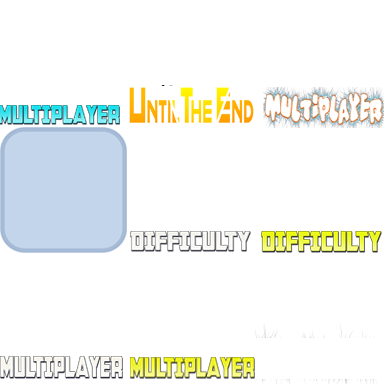 MULTIPLAYER
UNTIL THE END
MULTIPLAYER
DIFFICULTY
DIFFICULTY
MULTIPLAYER
MULTIPLAYER